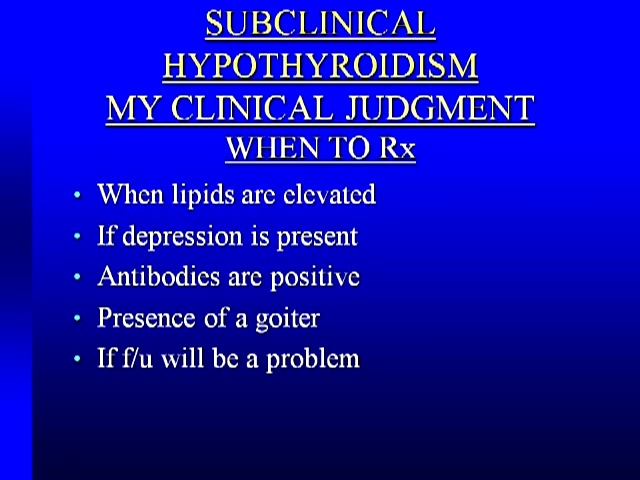 SUBCLINICAL
HYPOTHYROIDISM
MY CLINICAL JUDGMENT
WHEN TO Rx
• When lipids are elevated
• If depression is present
• Antibodies are positive
• Presence of a goiter
• If f/u will be a problem